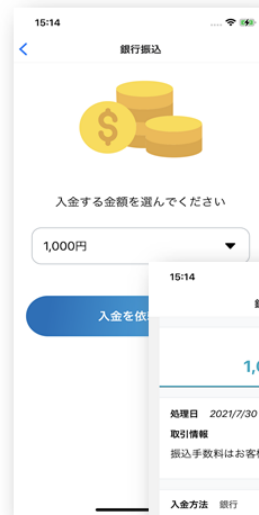 15:14
銀行振込
$
入金する金額を選んでください
1,000円
入金を依
15:14
1,0
処理日 2021/7/30
取引情報
振込手数料はお客
入金方法 銀行